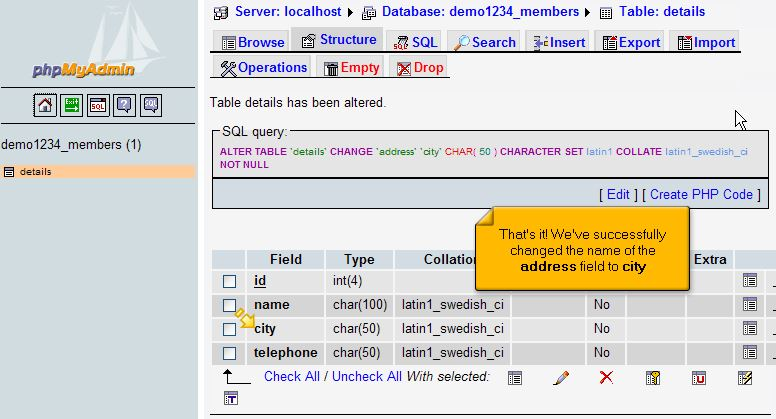 Server: localhost Database: demo1234_members Table: details
Browse Structure SQL Search Insert Export Import
Operations Empty Drop
phpMyAdmin
SQL
SQL
demo1234_members (1)
details
Table details has been altered.
SQL query:
ALTER TABLE `details` CHANGE `address` `city` CHAR( 50 ) CHARACTER SET latin1 COLLATE latin1_swedish_ci
NOT NULL
[ Edit ] [ Create PHP Code ]
That's it! We've successfully
changed the name of the
address field to city
Field Type Collatio Extra
id int(4)
name char(100) latin1_swedish_ci No
city char(50) latin1_swedish_ci No
telephone char(50) latin1_swedish_ci No
Check All / Uncheck All With selected: